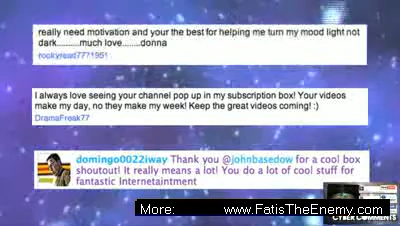 really need motivation and your the best for helping me turn my mood light not
dark..........much love.......donna
rockyread7771951
I always love seeing your channel pop up in my subscription box! Your videos
make my day, no they make my week! Keep the great videos coming! :)
DramaFreak77
domingo0022iway Thank you @johnbasedow for a cool box
shoutout! It really means a lot! You do a lot of cool stuff for
fantastic Internetaintment
CYBER COMMENTS
More: www.FatisTheEnemy.com